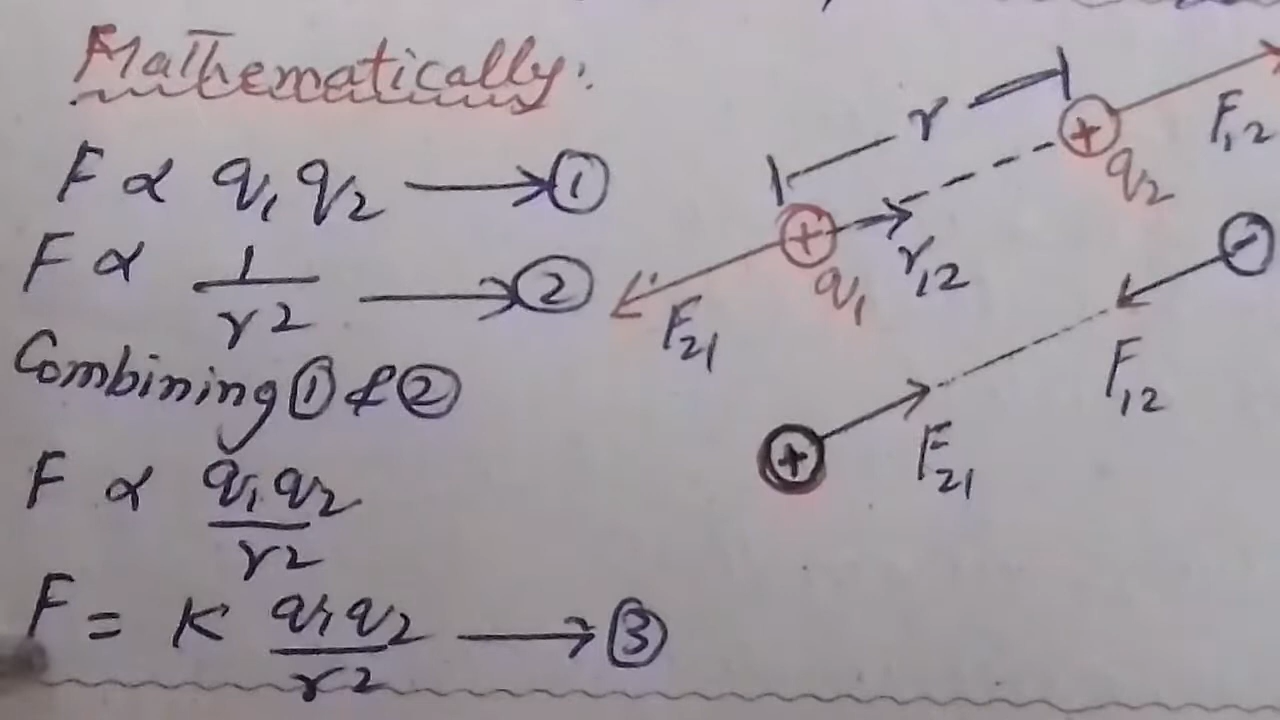 Mathematically:
F ∝ q₁ q₂ → ①
F ∝ 1/r² → ②
Combining ① & ②
F ∝ q₁q₂/r²
F = K q₁q₂/r² → ③
r
+
q₂
F₁₂
+
q₁
r₁₂
F₂₁
-
F₁₂
+
F₂₁